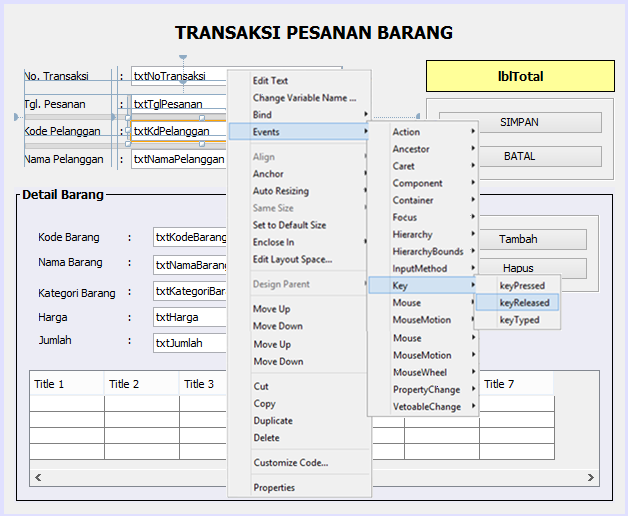 TRANSAKSI PESANAN BARANG
No. Transaksi : txtNoTransaksi
lblTotal
Tgl. Pesanan : txtTglPesanan
Kode Pelanggan : txtKdPelanggan
Nama Pelanggan : txtNamaPelanggan
SIMPAN
BATAL
Edit Text
Change Variable Name ...
Bind
Events
Align
Anchor
Auto Resizing
Same Size
Set to Default Size
Enclose In
Edit Layout Space...
Design Parent
Move Up
Move Down
Move Up
Move Down
Cut
Copy
Duplicate
Delete
Customize Code...
Properties
Action
Ancestor
Caret
Component
Container
Focus
Hierarchy
HierarchyBounds
InputMethod
Key
Mouse
MouseMotion
Mouse
MouseMotion
MouseWheel
PropertyChange
VetoableChange
keyPressed
keyReleased
keyTyped
Detail Barang
Kode Barang : txtKodeBarang
Nama Barang : txtNamaBarang
Kategori Barang : txtKategoriBar
Harga : txtHarga
Jumlah : txtJumlah
Tambah
Hapus
Title 1 Title 2 Title 3 Title 7